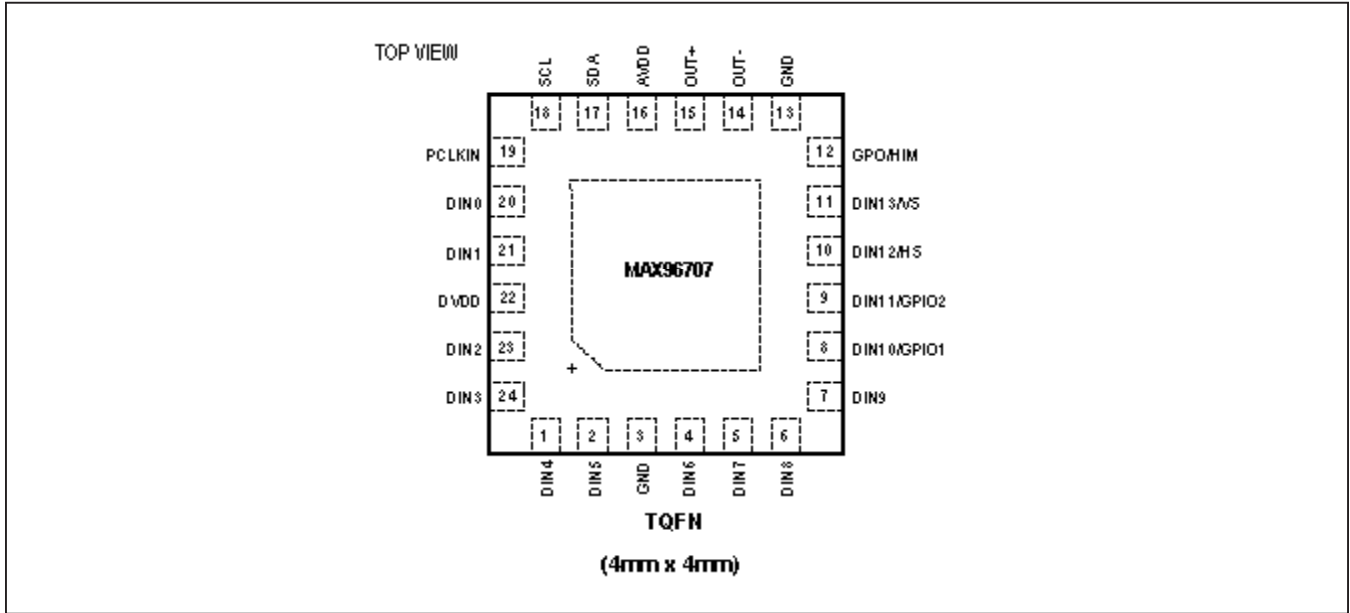 TOP VIEW
SCL SDA AVDD OUT+ OUT- GND
18 17 16 15 14 13
PCLKIN 19 12 GPO/HIM
DIN0 20 11 DIN13/VS
DIN1 21 10 DIN12/HS
MAX96707
DVDD 22 9 DIN11/GPIO2
DIN2 23 8 DIN10/GPIO1
+
DIN3 24 7 DIN9
1 2 3 4 5 6
DIN4 DIN5 GND DIN6 DIN7 DIN8
TQFN
(4mm x 4mm)